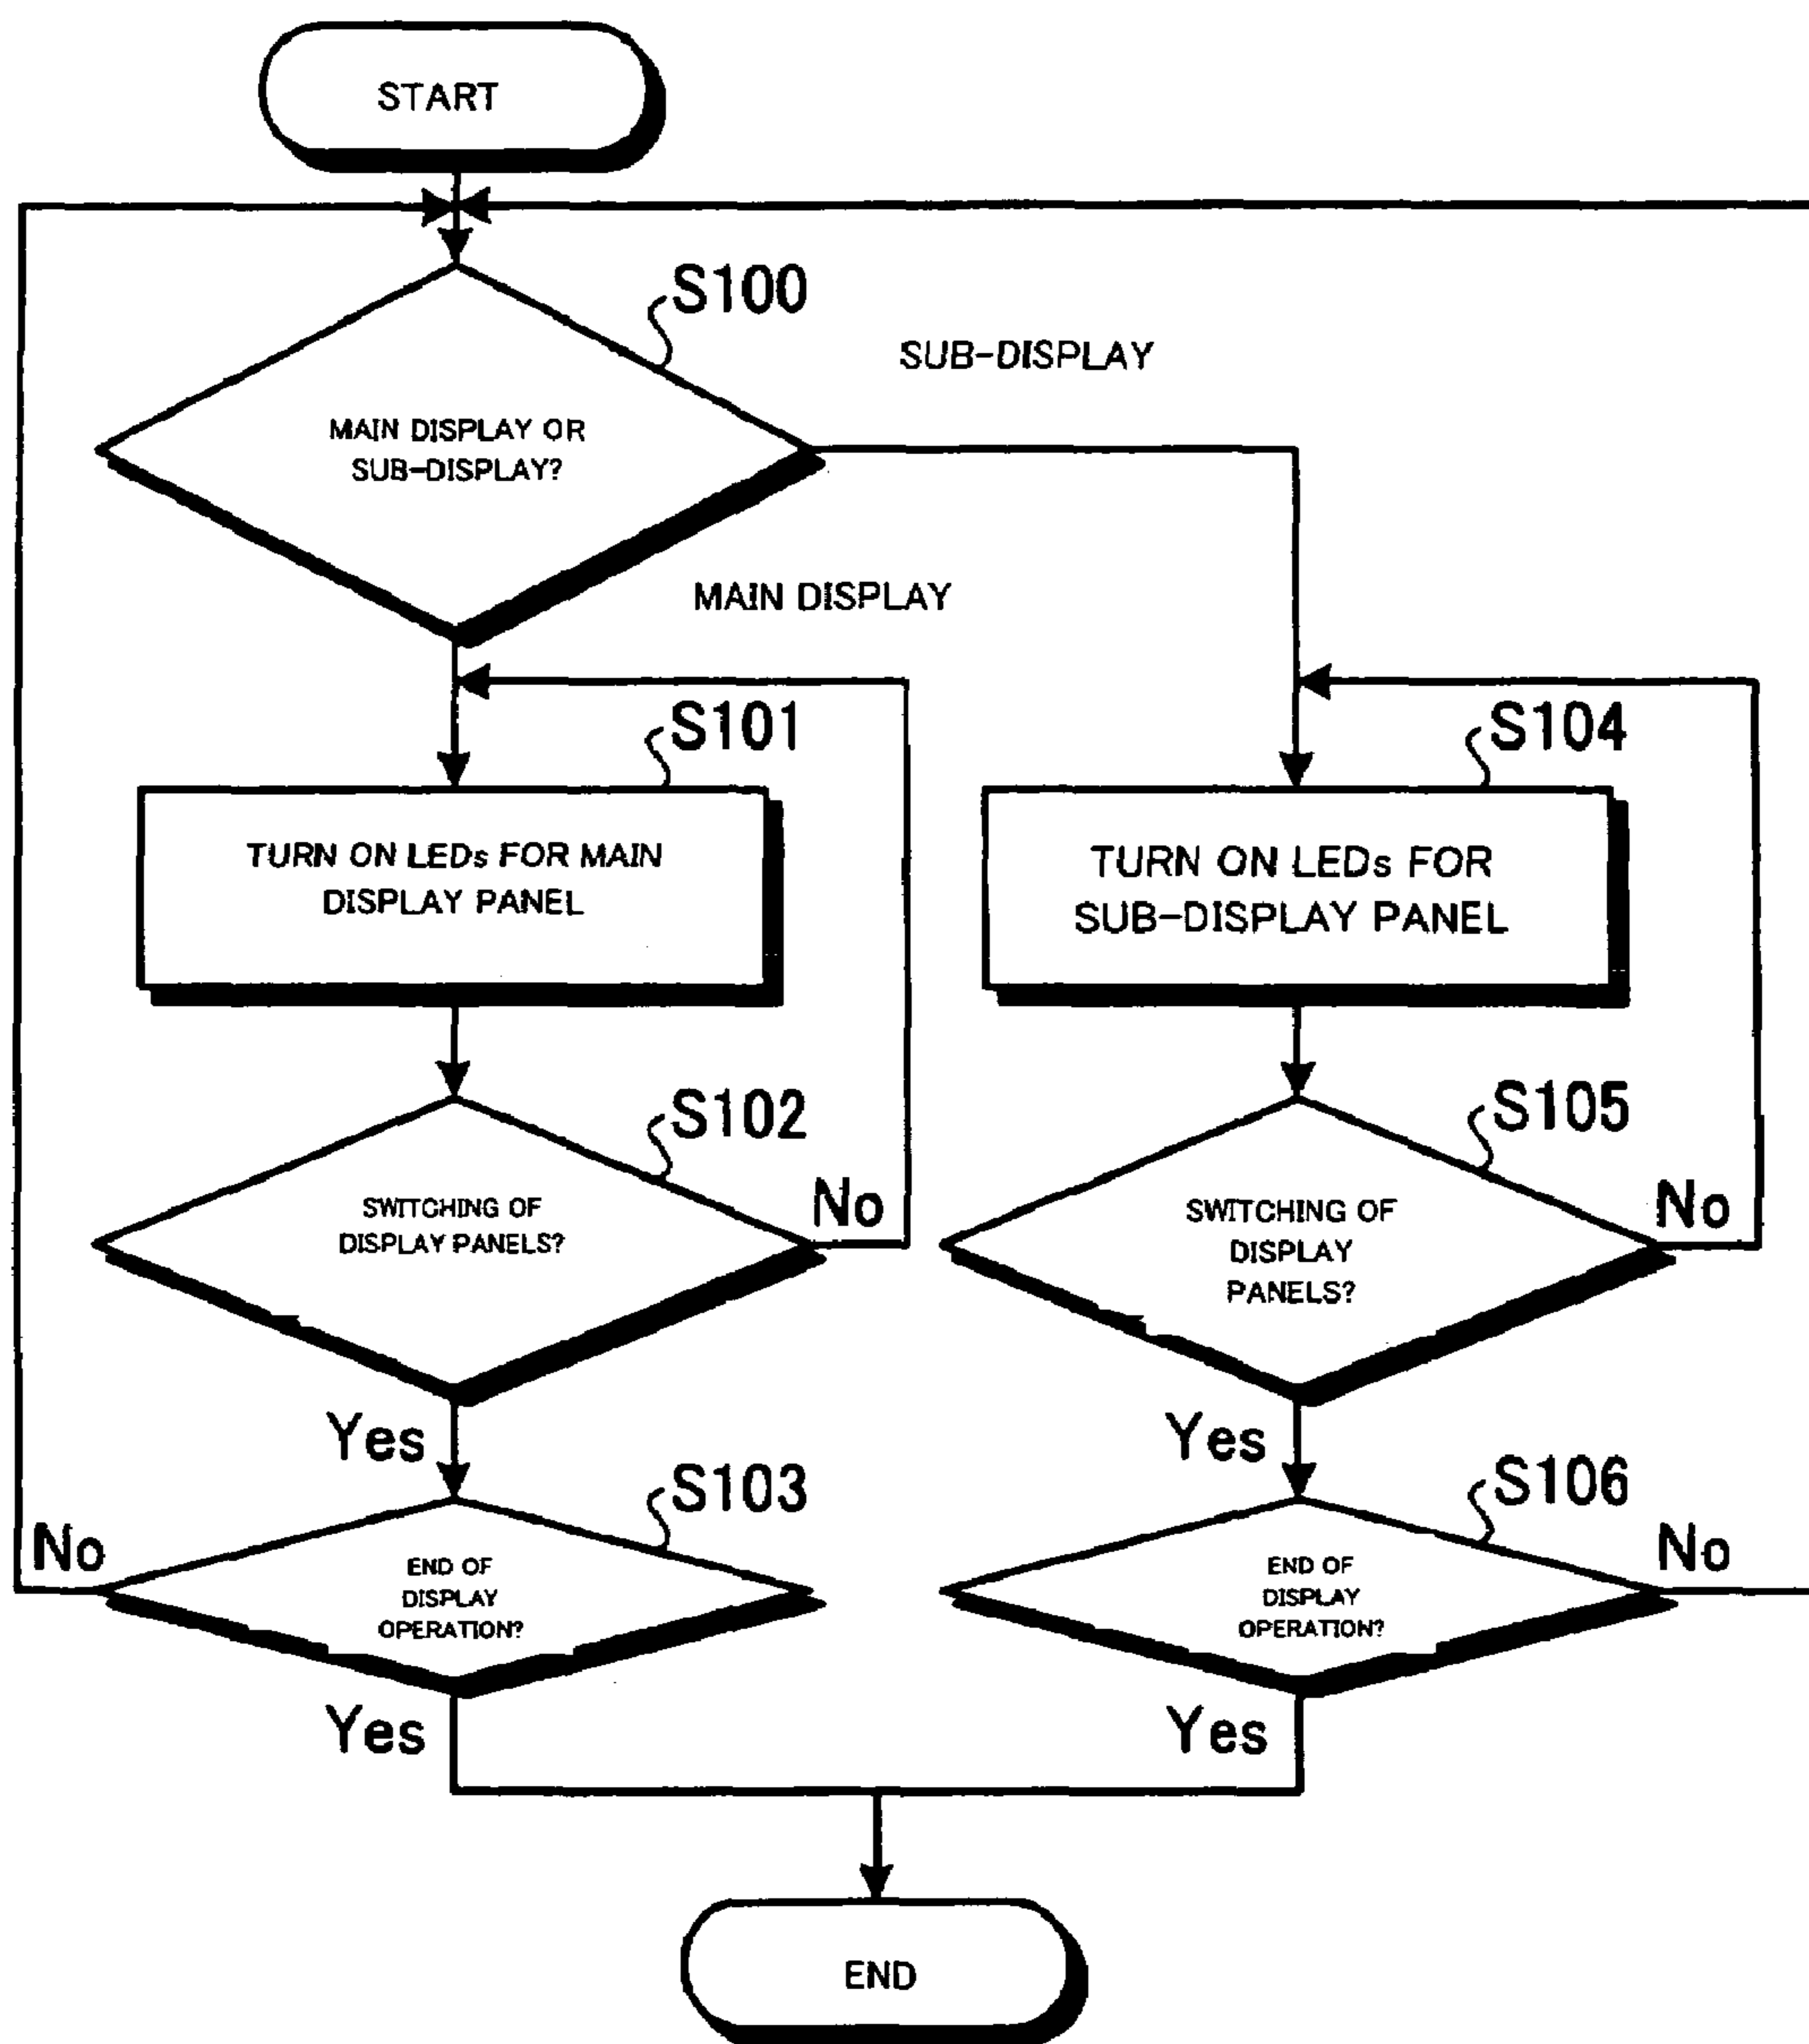 START
S100
SUB-DISPLAY
MAIN DISPLAY OR
SUB-DISPLAY?
MAIN DISPLAY
S101
S104
TURN ON LEDs FOR MAIN
DISPLAY PANEL
TURN ON LEDs FOR
SUB-DISPLAY PANEL
S102
S105
SWITCHING OF
DISPLAY PANELS?
No
SWITCHING OF
DISPLAY
PANELS?
No
Yes
Yes
S103
S106
No
END OF
DISPLAY
OPERATION?
END OF
DISPLAY
OPERATION?
No
Yes
Yes
END